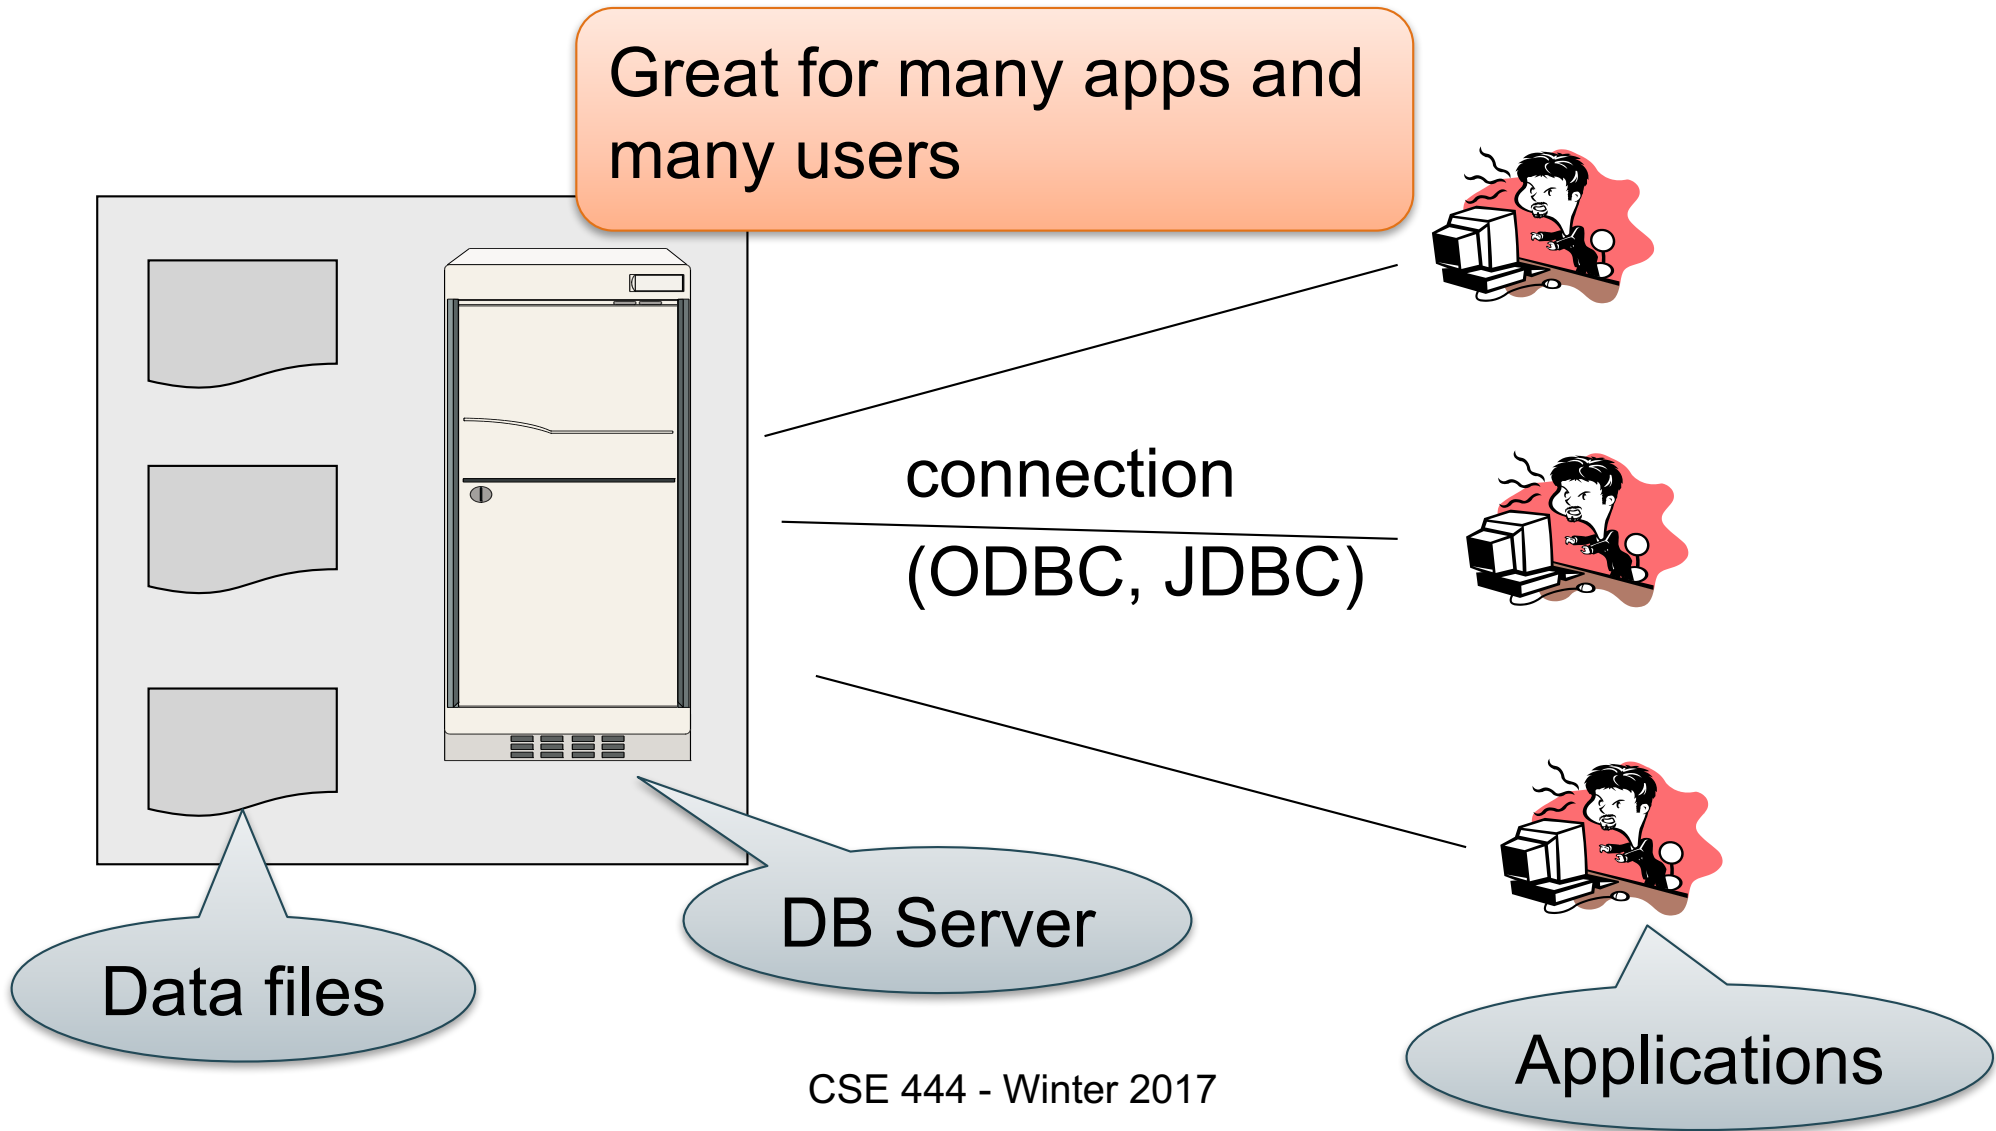 Great for many apps and
many users
connection
(ODBC, JDBC)
DB Server
Data files
Applications
CSE 444 - Winter 2017